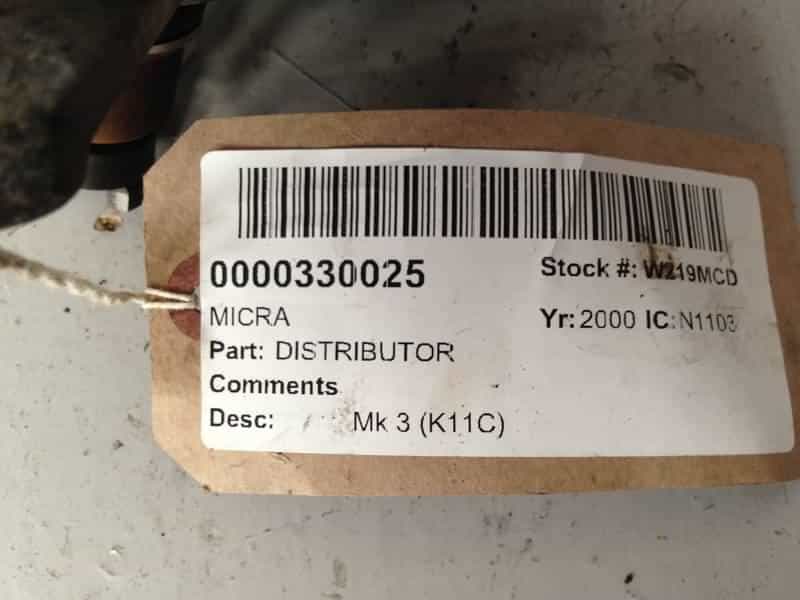 0000330025
Stock #: W219MCD
MICRA
Yr: 2000 IC: N1103
Part: DISTRIBUTOR
Comments
Desc: Mk 3 (K11C)